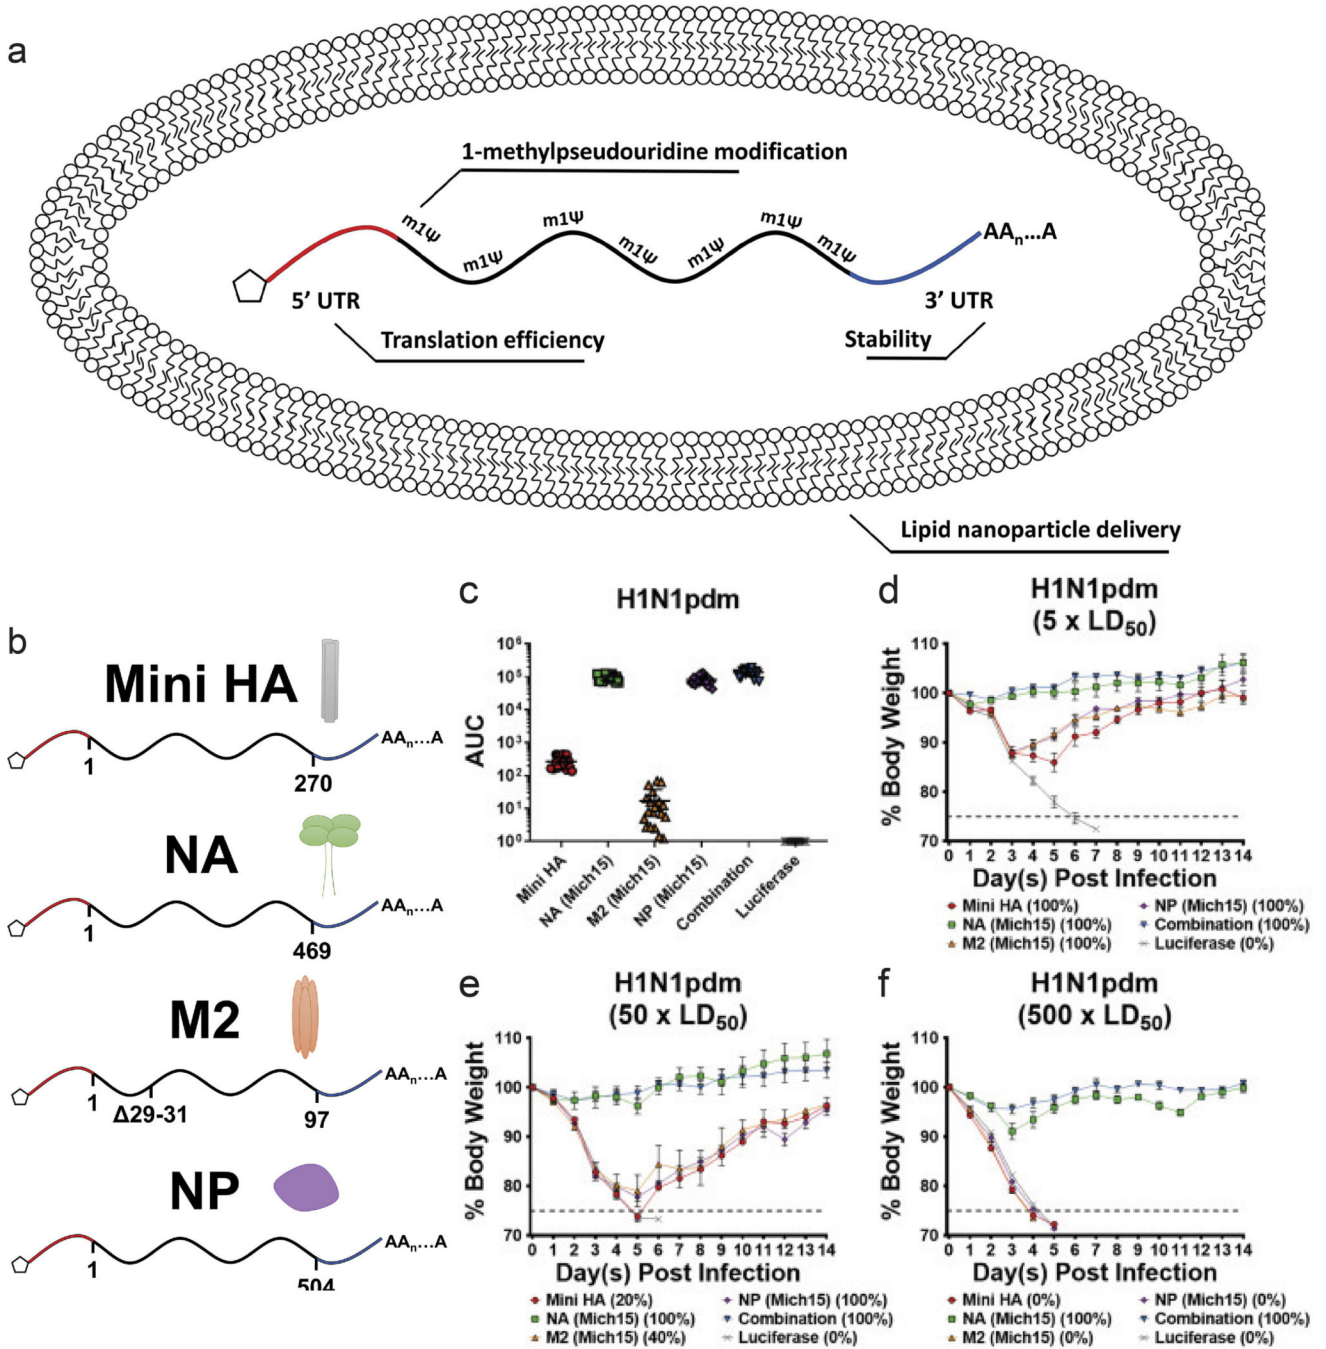 a
1-methylpseudouridine modification
m1Ψ m1Ψ m1Ψ m1Ψ m1Ψ m1Ψ m1Ψ
AAn...A
5’ UTR
3’ UTR
Translation efficiency
Stability
Lipid nanoparticle delivery
b
Mini HA
AAn...A
1
270
NA
AAn...A
1
469
M2
AAn...A
1
Δ29-31
97
NP
AAn...A
1
504
c
H1N1pdm
AUC
10^6
10^5
10^4
10^3
10^2
10^1
10^0
Mini HA
NA (Mich15)
M2 (Mich15)
NP (Mich15)
Combination
Luciferase
d
H1N1pdm
(5 x LD50)
% Body Weight
110
100
90
80
70
0 1 2 3 4 5 6 7 8 9 10 11 12 13 14
Day(s) Post Infection
Mini HA (100%)
NA (Mich15) (100%)
M2 (Mich15) (100%)
NP (Mich15) (100%)
Combination (100%)
Luciferase (0%)
e
H1N1pdm
(50 x LD50)
% Body Weight
110
100
90
80
70
0 1 2 3 4 5 6 7 8 9 10 11 12 13 14
Day(s) Post Infection
Mini HA (20%)
NA (Mich15) (100%)
M2 (Mich15) (40%)
NP (Mich15) (100%)
Combination (100%)
Luciferase (0%)
f
H1N1pdm
(500 x LD50)
% Body Weight
110
100
90
80
70
0 1 2 3 4 5 6 7 8 9 10 11 12 13 14
Day(s) Post Infection
Mini HA (0%)
NA (Mich15) (100%)
M2 (Mich15) (0%)
NP (Mich15) (0%)
Combination (100%)
Luciferase (0%)